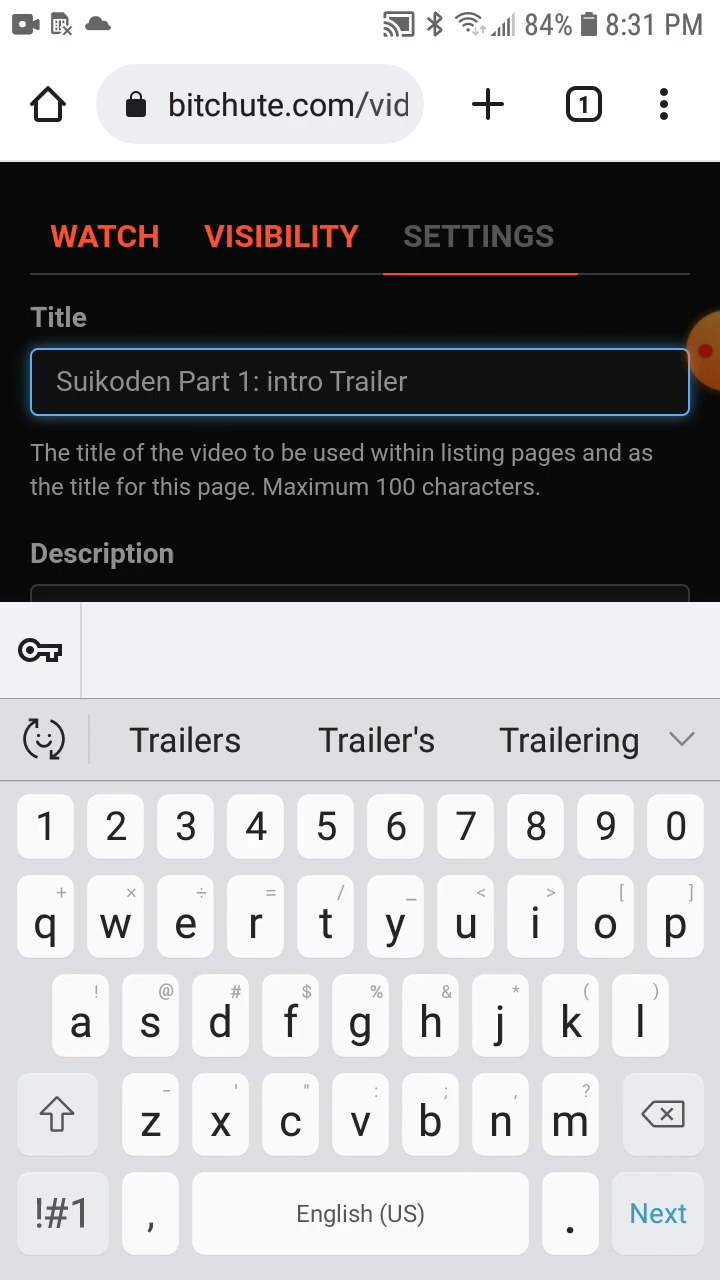 84% 8:31 PM
bitchute.com/vid
1
WATCH VISIBILITY SETTINGS
Title
Suikoden Part 1: intro Trailer
The title of the video to be used within listing pages and as
the title for this page. Maximum 100 characters.
Description
Trailers Trailer's Trailering
1 2 3 4 5 6 7 8 9 0
+ × ÷ = / _ < > [ ]
q w e r t y u i o p
! @ # $ % & * ( )
a s d f g h j k l
- ' " : ; , ?
z x c v b n m
!#1 , English (US) . Next